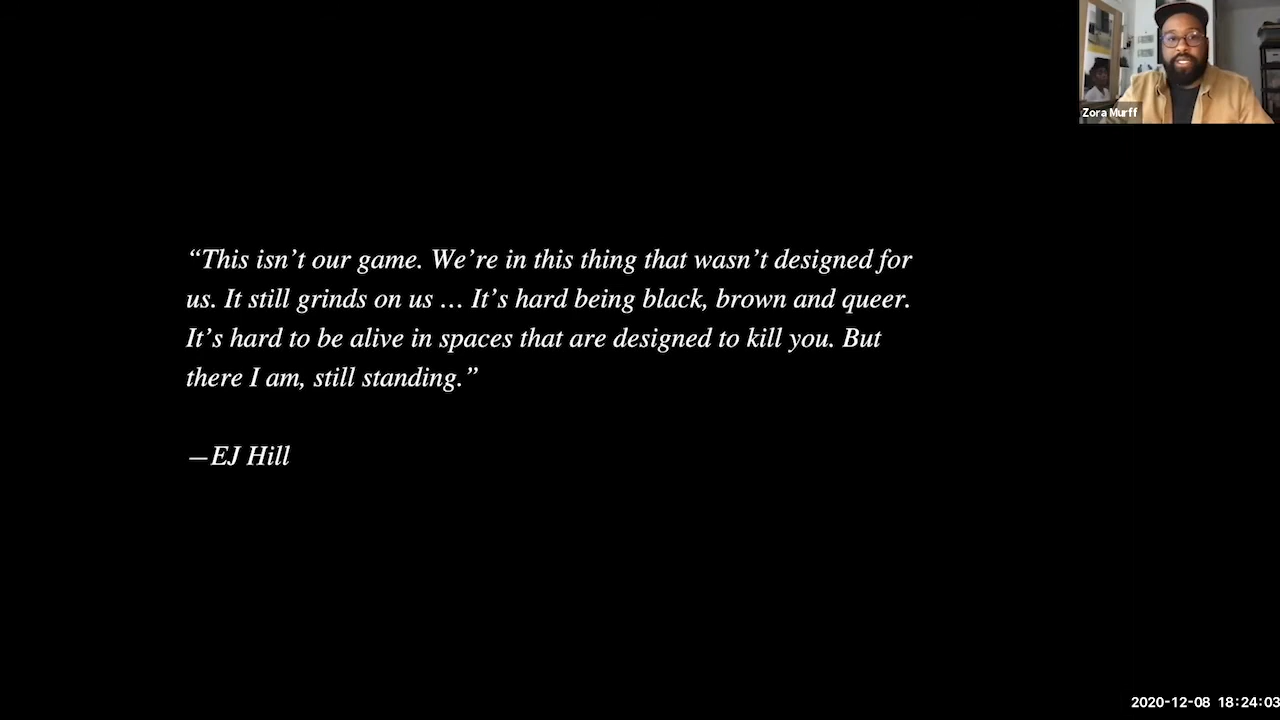 Zora Murff
“This isn’t our game. We’re in this thing that wasn’t designed for
us. It still grinds on us … It’s hard being black, brown and queer.
It’s hard to be alive in spaces that are designed to kill you. But
there I am, still standing.”
—EJ Hill
2020-12-08 18:24:03